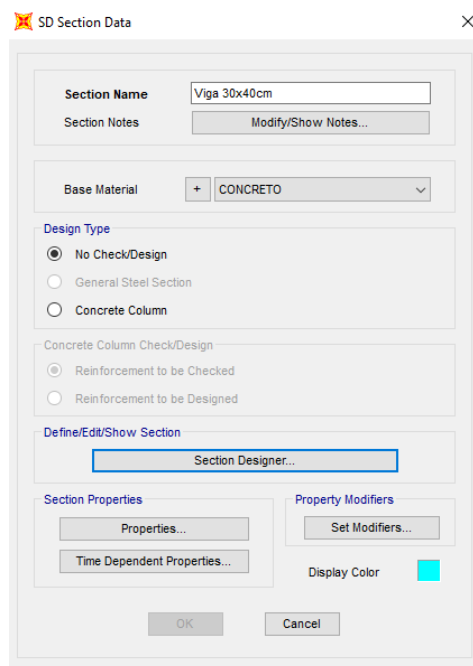 SD Section Data
Section Name
Viga 30x40cm
Section Notes
Modify/Show Notes...
Base Material
+
CONCRETO
Design Type
No Check/Design
General Steel Section
Concrete Column
Concrete Column Check/Design
Reinforcement to be Checked
Reinforcement to be Designed
Define/Edit/Show Section
Section Designer...
Section Properties
Properties...
Time Dependent Properties...
Property Modifiers
Set Modifiers...
Display Color
OK
Cancel